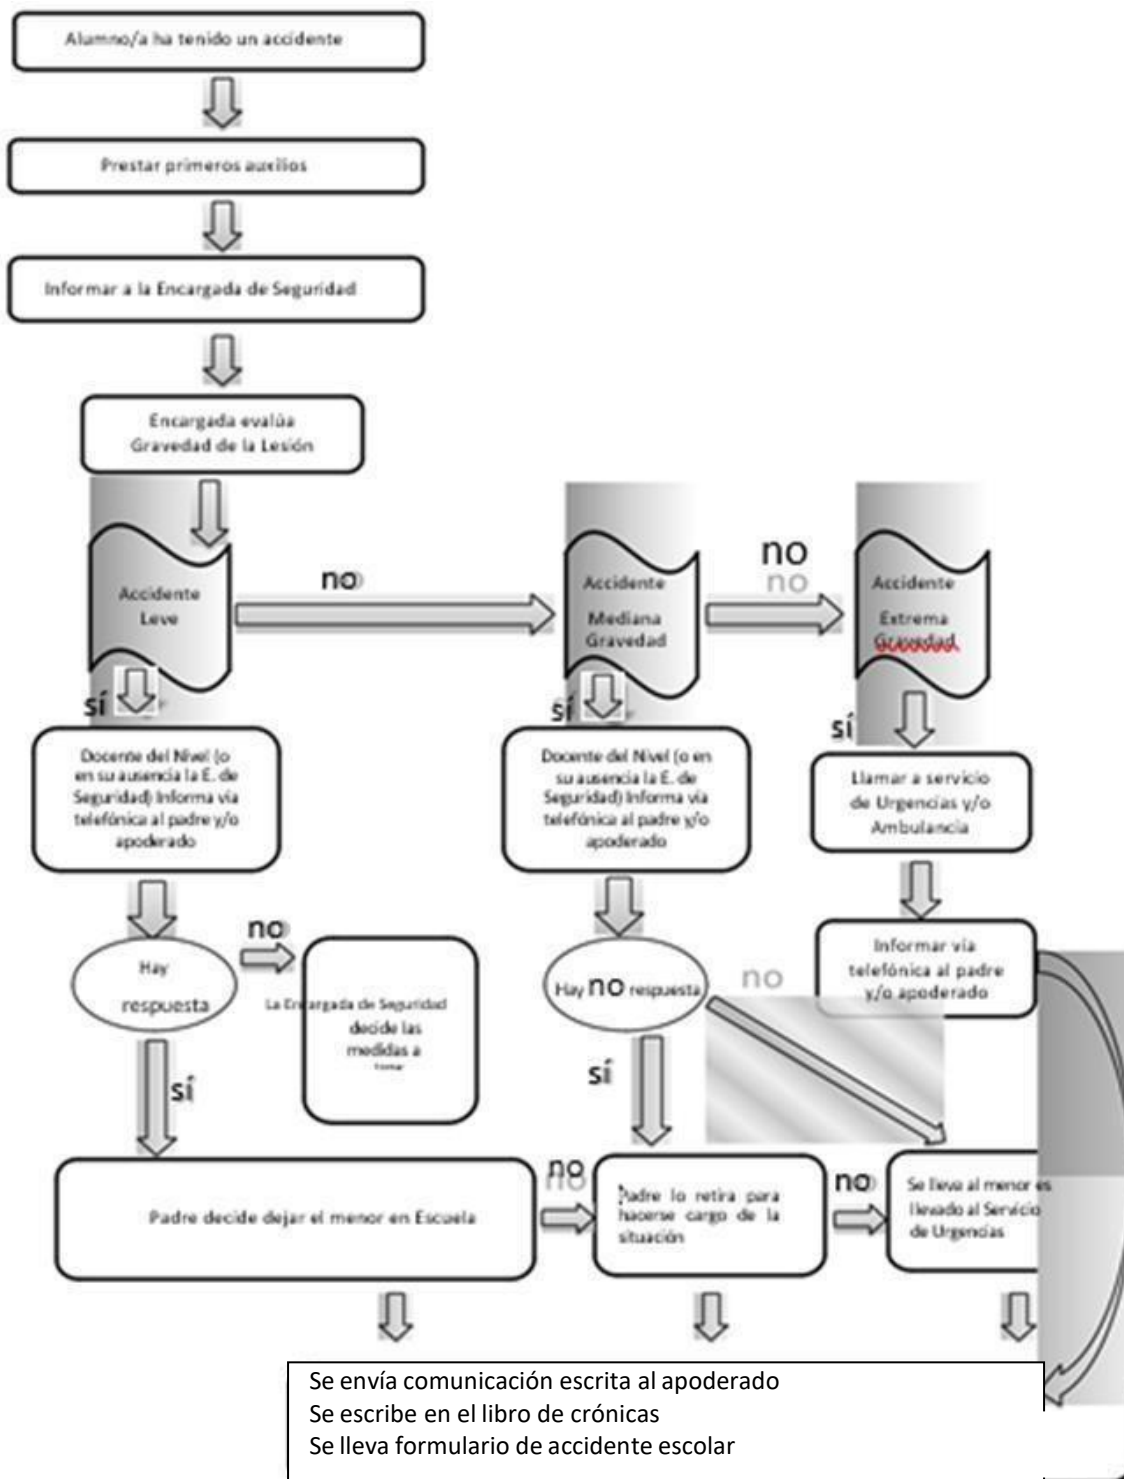 Alumno/a ha tenido un accidente
Prestar primeros auxilios
Informar a la Encargada de Seguridad
Encargada evalúa
Gravedad de la Lesión
Accidente
Leve
no
Accidente
Mediana
Gravedad
no
no
Accidente
Extrema
Gravedad
sí
sí
sí
Docente del Nivel (o
en su ausencia la E. de
Seguridad) Informa vía
telefónica al padre y/o
apoderado
Docente del Nivel (o en
su ausencia la E. de
Seguridad) Informa vía
telefónica al padre y/o
apoderado
Llamar a servicio
de Urgencias y/o
Ambulancia
Hay
respuesta
no
La Encargada de Seguridad
decide las
medidas a
tomar
Hay no respuesta
no
Informar vía
telefónica al padre
y/o apoderado
sí
sí
Padre decide dejar el menor en Escuela
no
no
Padre lo retira para
hacerse cargo de la
situación
no
Se lleva al menor es
llevado al Servicio
de Urgencias
Se envía comunicación escrita al apoderado
Se escribe en el libro de crónicas
Se lleva formulario de accidente escolar